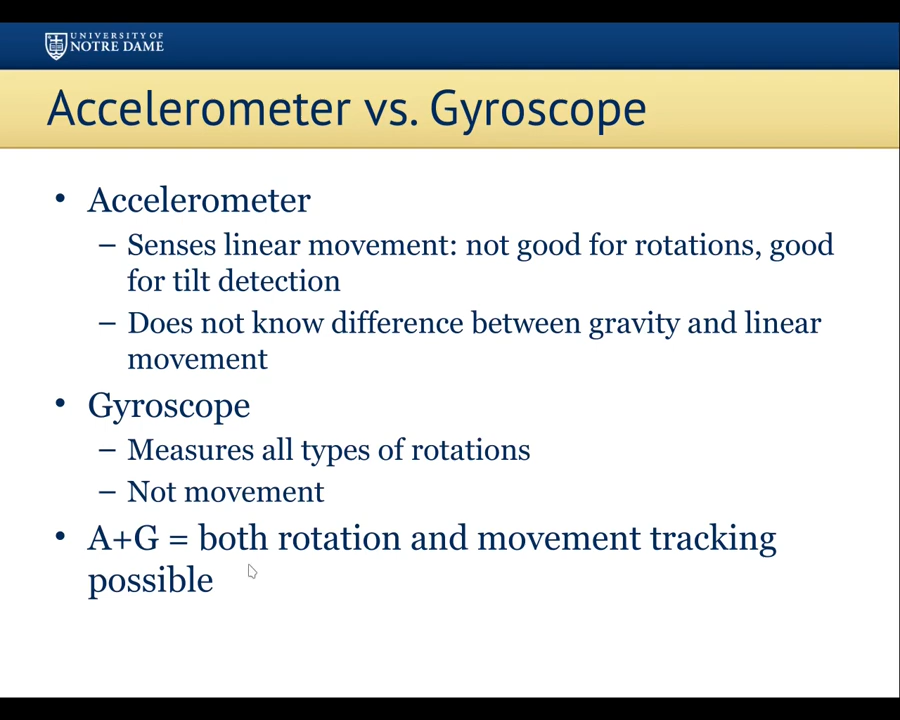 UNIVERSITY OF
NOTRE DAME
Accelerometer vs. Gyroscope
• Accelerometer
– Senses linear movement: not good for rotations, good
for tilt detection
– Does not know difference between gravity and linear
movement
• Gyroscope
– Measures all types of rotations
– Not movement
• A+G = both rotation and movement tracking
possible